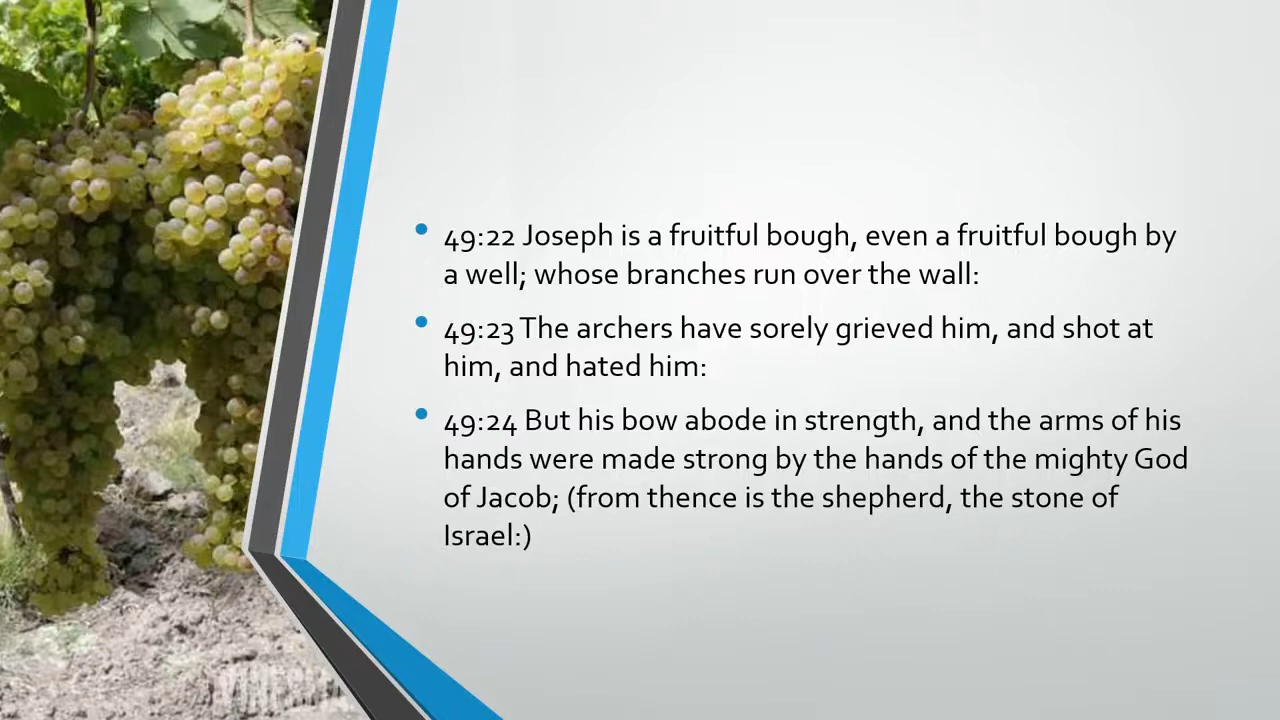 49:22 Joseph is a fruitful bough, even a fruitful bough by
a well; whose branches run over the wall:
49:23 The archers have sorely grieved him, and shot at
him, and hated him:
49:24 But his bow abode in strength, and the arms of his
hands were made strong by the hands of the mighty God
of Jacob; (from thence is the shepherd, the stone of
Israel:)